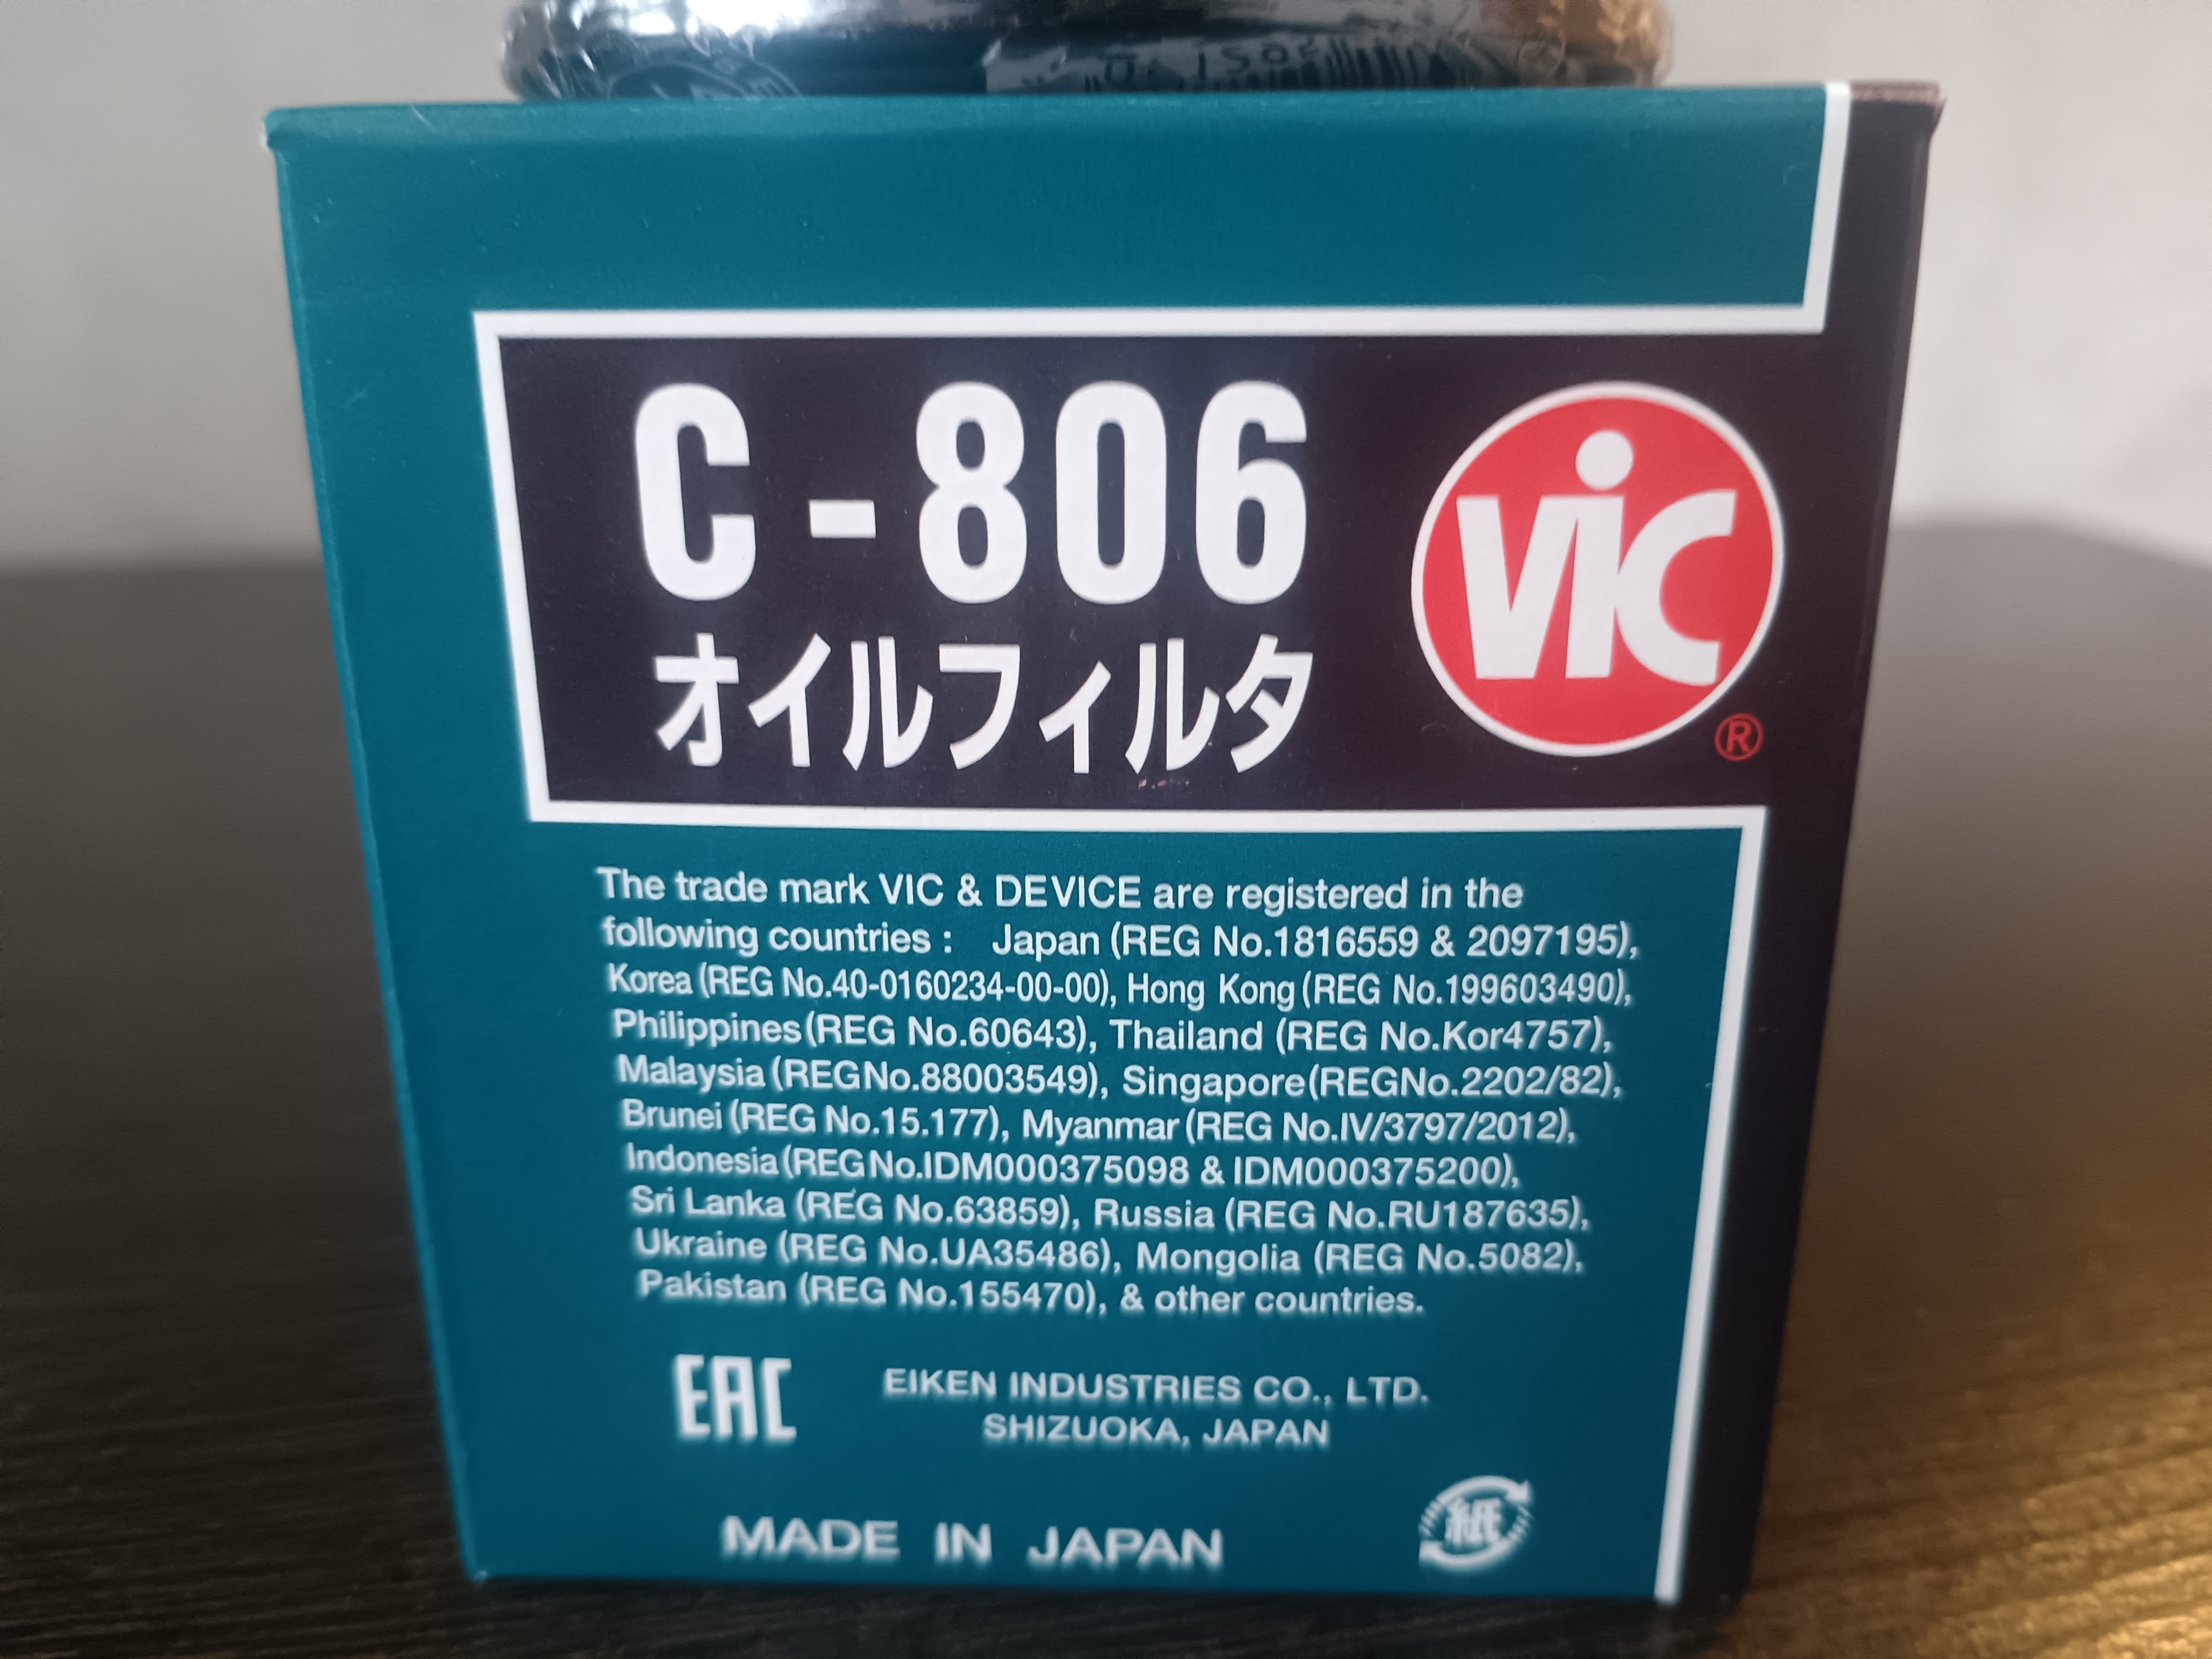 C-806
オイルフィルタ
ViC
®
The trade mark VIC & DEVICE are registered in the
following countries : Japan (REG No.1816559 & 2097195),
Korea (REG No.40-0160234-00-00), Hong Kong (REG No.199603490),
Philippines (REG No.60643), Thailand (REG No.Kor4757),
Malaysia (REGNo.88003549), Singapore (REGNo.2202/82),
Brunei (REG No.15.177), Myanmar (REG No.IV/3797/2012),
Indonesia (REGNo.IDM000375098 & IDM000375200),
Sri Lanka (REG No.63859), Russia (REG No.RU187635),
Ukraine (REG No.UA35486), Mongolia (REG No.5082),
Pakistan (REG No.155470), & other countries.
EAC
EIKEN INDUSTRIES CO., LTD.
SHIZUOKA, JAPAN
MADE IN JAPAN
紙